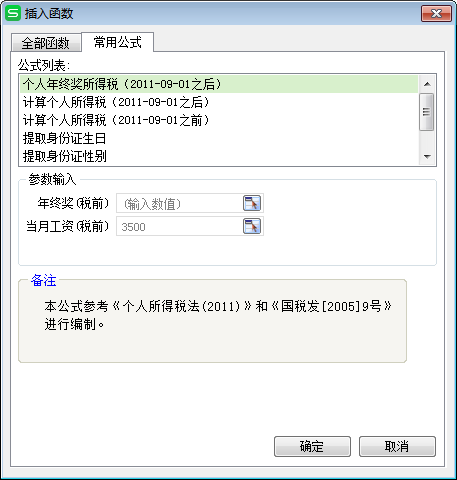 插入函数
全部函数 常用公式
公式列表:
个人年终奖所得税（2011-09-01之后）
计算个人所得税（2011-09-01之后）
计算个人所得税（2011-09-01之前）
提取身份证生日
提取身份证性别
参数输入
年终奖(税前) (输入数值)
当月工资(税前) 3500
备注
本公式参考《个人所得税法(2011)》和《国税发[2005]9号》
进行编制。
确定 取消